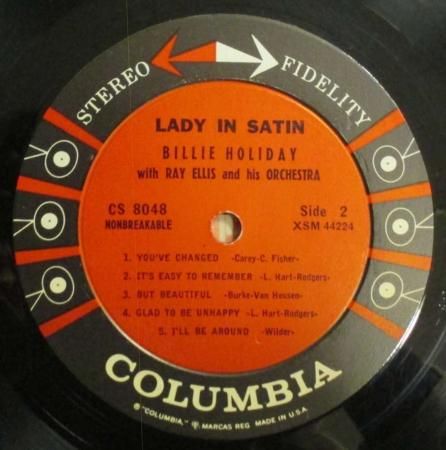 STEREO FIDELITY
LADY IN SATIN
BILLIE HOLIDAY
with RAY ELLIS and his ORCHESTRA
CS 8048
NONBREAKABLE
Side 2
XSM 44224
1. YOU'VE CHANGED -Carey-C. Fisher-
2. IT'S EASY TO REMEMBER -L. Hart-Rodgers-
3. BUT BEAUTIFUL -Burke-Van Heusen-
4. GLAD TO BE UNHAPPY -L. Hart-Rodgers-
5. I'LL BE AROUND -Wilder-
COLUMBIA
® "COLUMBIA," MARCAS REG. MADE IN U.S.A.